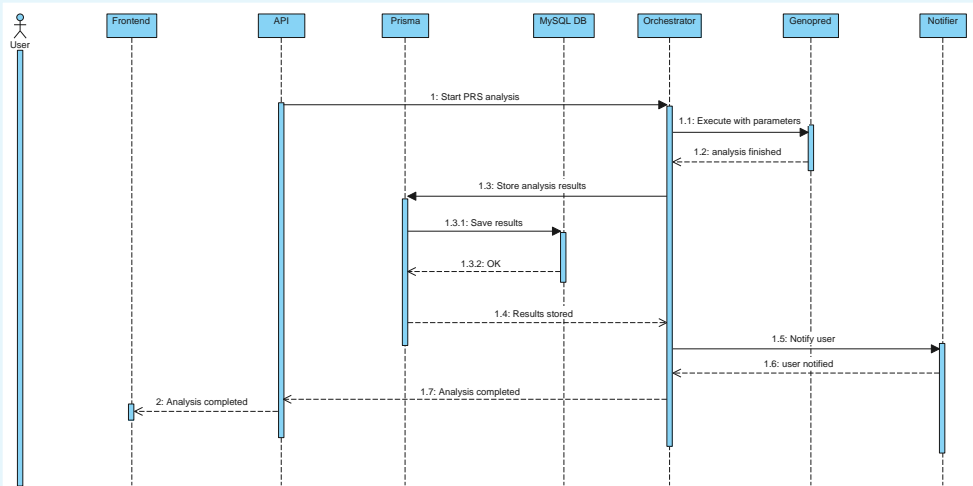 User
Frontend
API
Prisma
MySQL DB
Orchestrator
Genopred
Notifier
1: Start PRS analysis
1.1: Execute with parameters
1.2: analysis finished
1.3: Store analysis results
1.3.1: Save results
1.3.2: OK
1.4: Results stored
1.5: Notify user
1.6: user notified
1.7: Analysis completed
2: Analysis completed